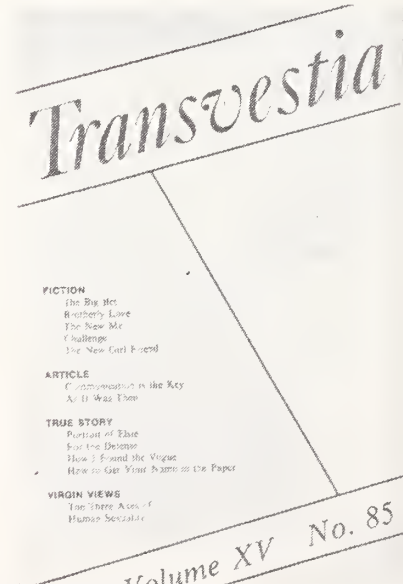 Transvestia
FICTION
The Big Bet
Brotherly Love
The New Me
Challenge
The New Girl Friend
ARTICLE
Communication is the Key
As It Was Then
TRUE STORY
Portrait of Elsie
For the Defense
How I Found the Vogue
How to Get Your Name in the Paper
VIRGIN VIEWS
The Three Axes of
Human Sexuality
Volume XV No. 85